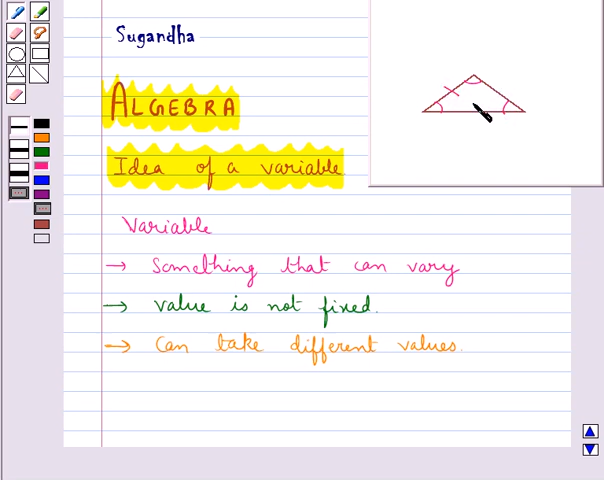 Sugandha
ALGEBRA
Idea of a variable
Variable
→ Something that can vary
→ value is not fixed.
→ Can take different values.